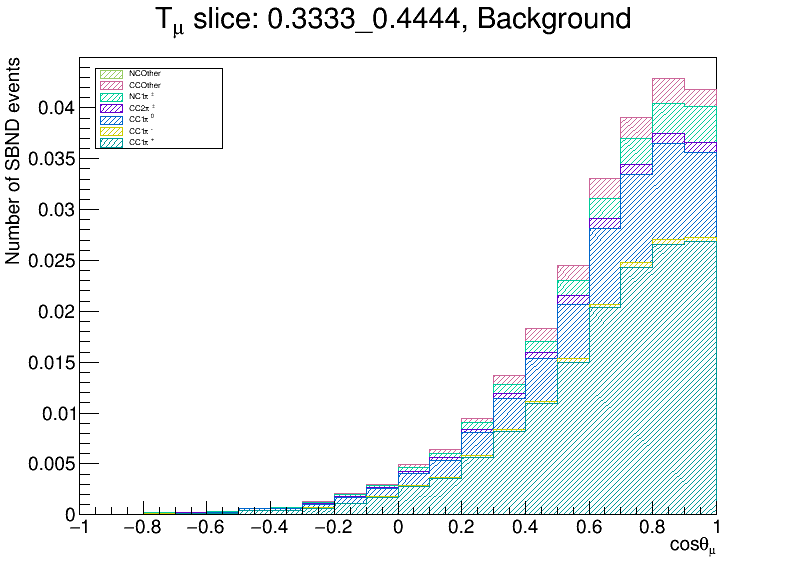 Tμ slice: 0.3333_0.4444, Background
Number of SBND events
NCOther
CCOther
NC1π ±
CC2π ±
CC1π 0
CC1π -
CC1π +
0.04
0.035
0.03
0.025
0.02
0.015
0.01
0.005
0
−1 −0.8 −0.6 −0.4 −0.2 0 0.2 0.4 0.6 0.8 1
cosθμ